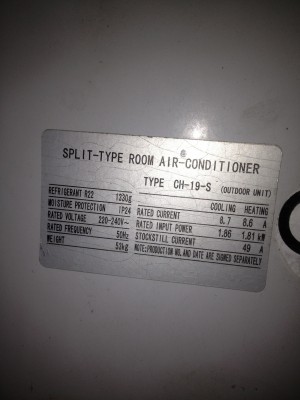 SPLIT-TYPE ROOM AIR-CONDITIONER
TYPE CH-19-S (OUTDOOR UNIT)
REFRIGERANT R22 1330g
MOISTURE PROTECTION IP24
RATED VOLTAGE 220-240V~
RATED FREQUENCY 50Hz
WEIGHT 53kg
COOLING HEATING
RATED CURRENT 8.7 8.6 A
RATED INPUT POWER 1.86 1.81 kW
STOCKSTILL CURRENT 49 A
NOTE:PRODUCTION NO. AND DATE ARE SIGNED SEPARATELY